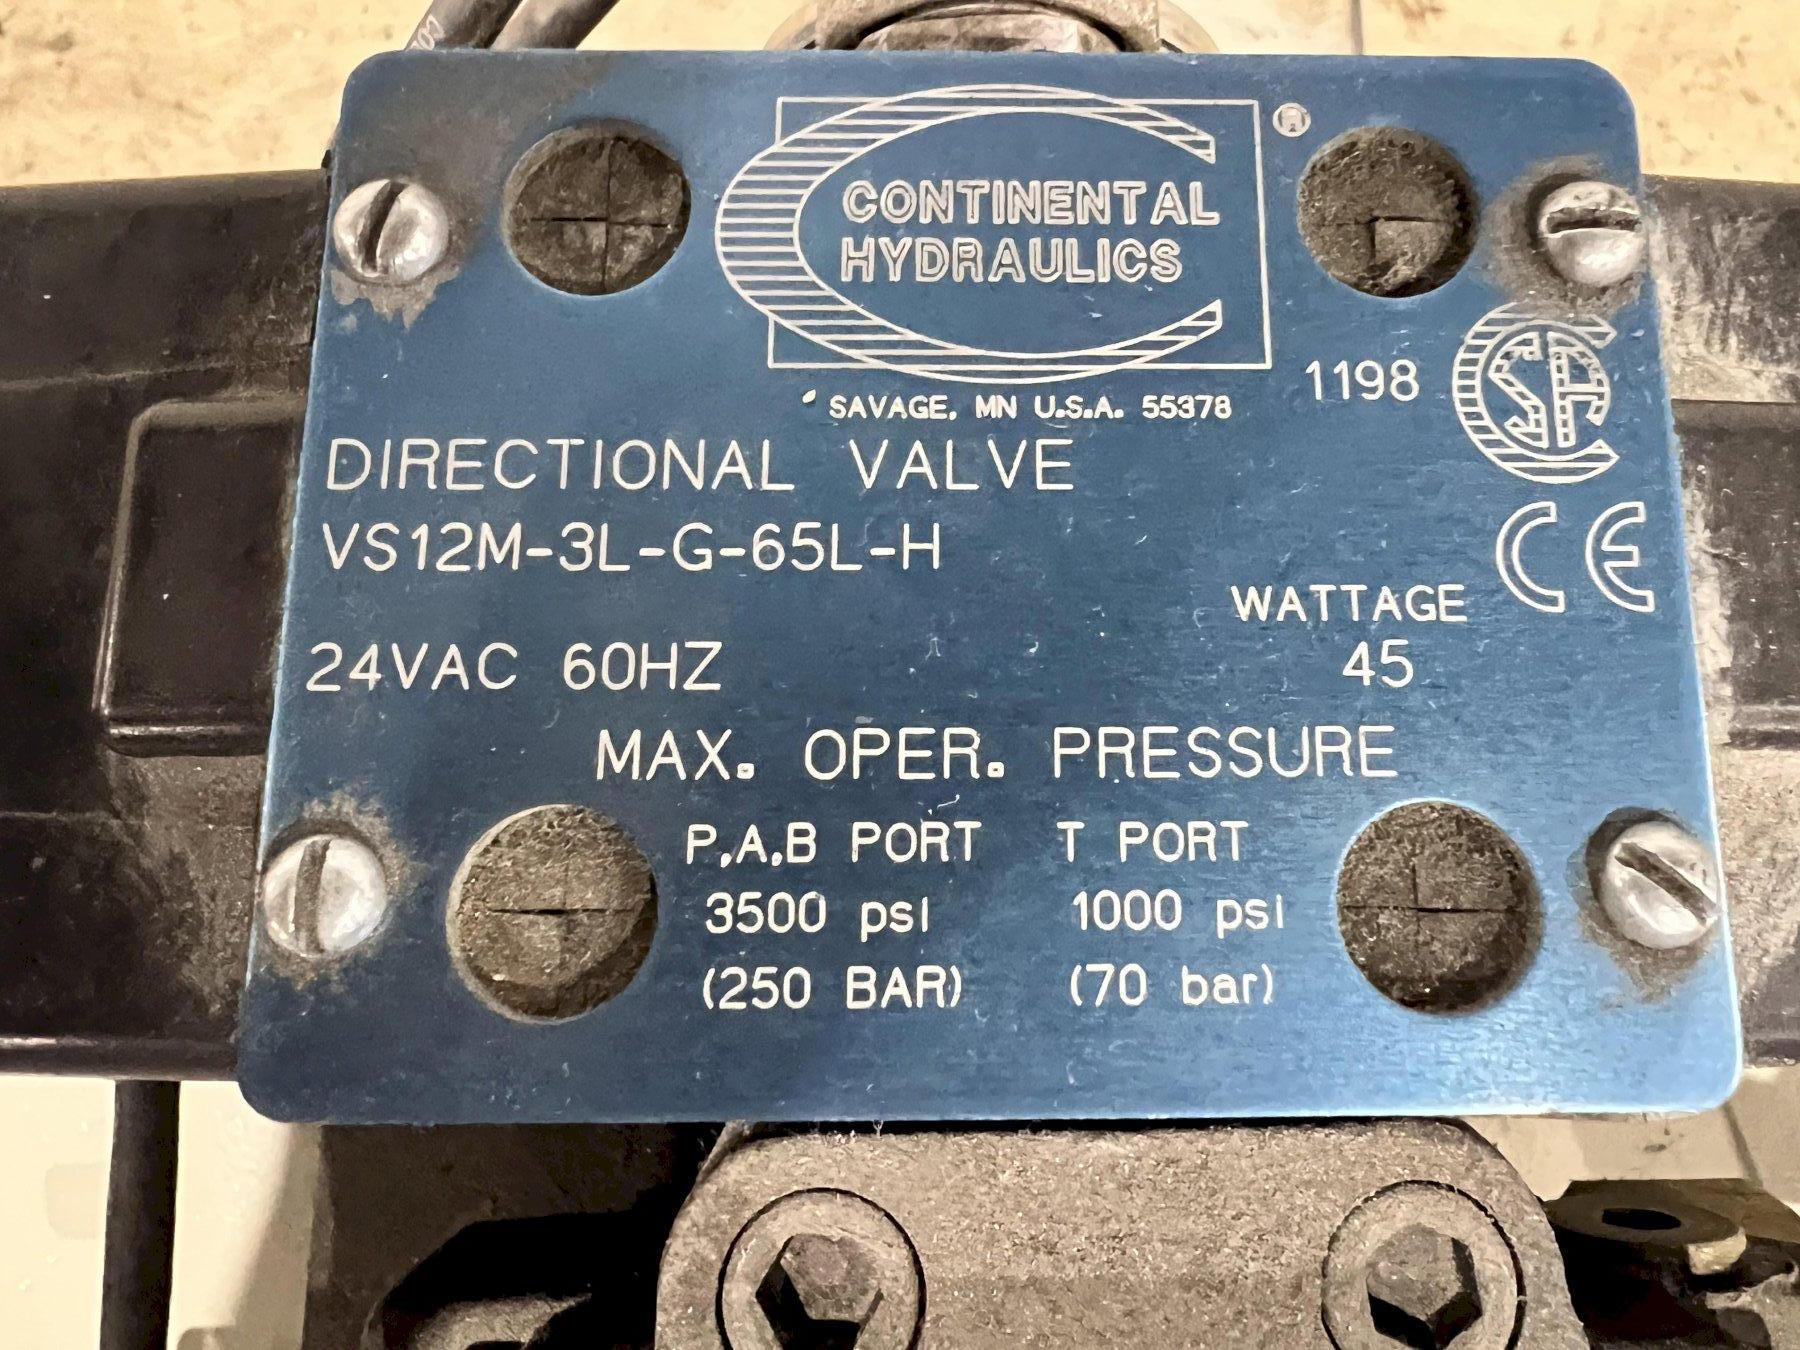 CONTINENTAL
HYDRAULICS
SAVAGE, MN U.S.A. 55378
1198
DIRECTIONAL VALVE
VS12M-3L-G-65L-H
WATTAGE
24VAC 60HZ 45
MAX. OPER. PRESSURE
P,A,B PORT T PORT
3500 psi 1000 psi
(250 BAR) (70 bar)